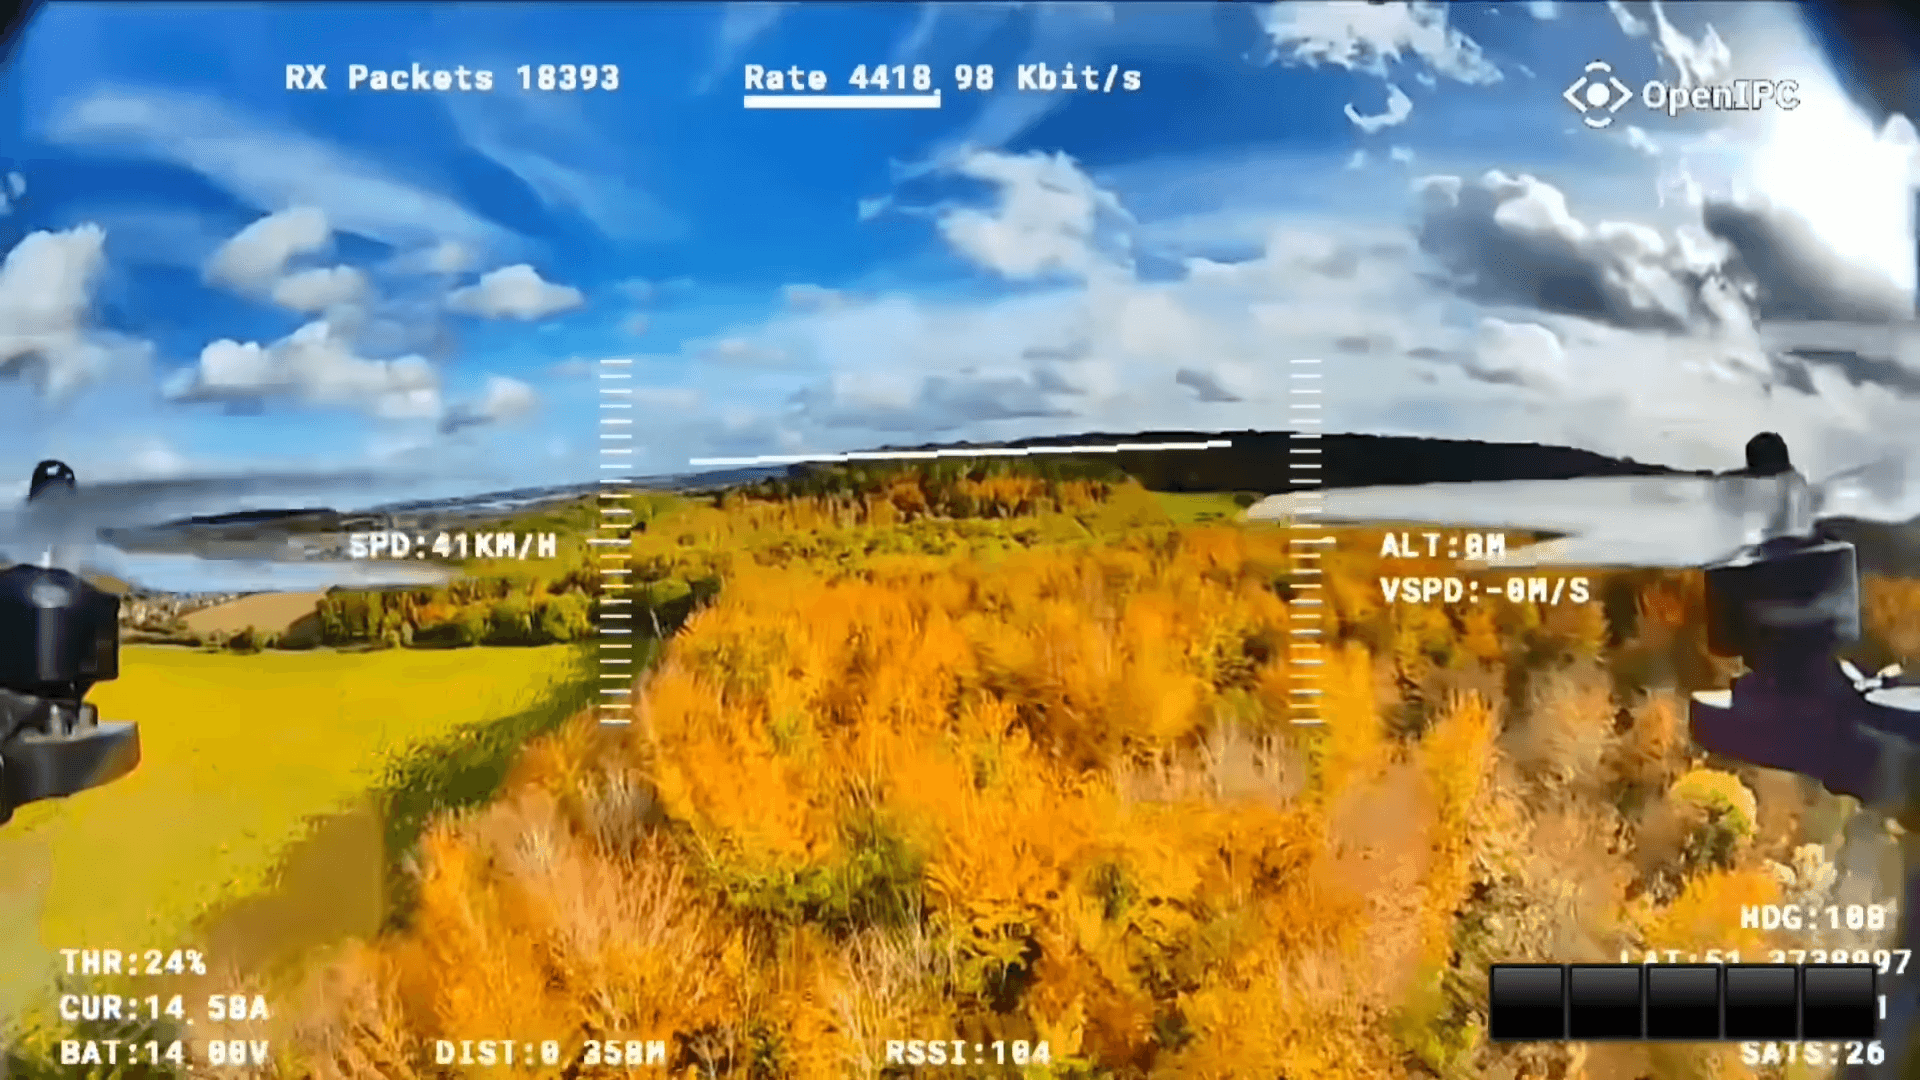 RX Packets 18393
Rate 4418.98 Kbit/s
OpenIPC
SPD:41KM/H
ALT:0M
VSPD:-0M/S
HDG:108
THR:24%
CUR:14.58A
BAT:14.00V
DIST:0.358M
RSSI:104
SATS:26